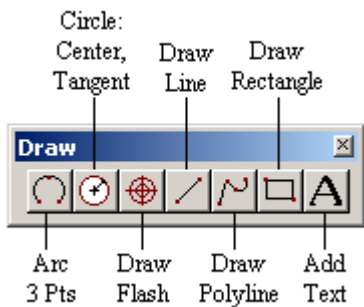 Circle:
Center,
Tangent
Draw
Line
Draw
Rectangle
Draw
A
Arc
3 Pts
Draw
Flash
Draw
Polyline
Add
Text